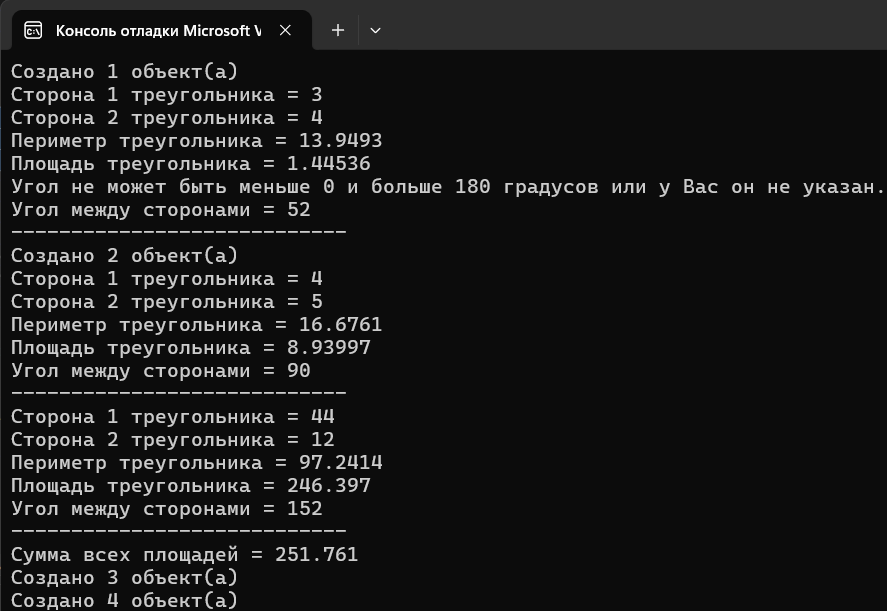 Консоль отладки Microsoft V
Создано 1 объект(а)
Сторона 1 треугольника = 3
Сторона 2 треугольника = 4
Периметр треугольника = 13.9493
Площадь треугольника = 1.44536
Угол не может быть меньше 0 и больше 180 градусов или у Вас он не указан.
Угол между сторонами = 52
----------------------------
Создано 2 объект(а)
Сторона 1 треугольника = 4
Сторона 2 треугольника = 5
Периметр треугольника = 16.6761
Площадь треугольника = 8.93997
Угол между сторонами = 90
----------------------------
Сторона 1 треугольника = 44
Сторона 2 треугольника = 12
Периметр треугольника = 97.2414
Площадь треугольника = 246.397
Угол между сторонами = 152
----------------------------
Сумма всех площадей = 251.761
Создано 3 объект(а)
Создано 4 объект(а)